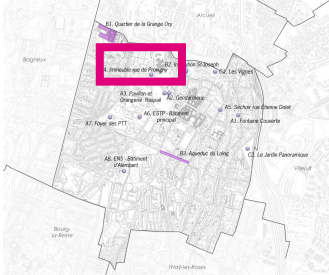 Arcueil
B1. Quartier de la Grange Ory
Bagneux
A4. Immeuble rue de Provigny
B2. Institution St Joseph
C1. Les Vignes
A3. Pavillon et
Orangerie Raspail
A2. Gendarmerie
A5. Séchoir rue Etienne Dolet
A7. Foyer des PTT
A6. ESTP - Bâtiment
principal
A1. Fontaine Couverte
B3. Aqueduc du Loing
C2. Le Jardin Panoramique
A8. ENS - Bâtiment
d'Alembert
Villejuif
Bourg-
la-Reine
l'Haÿ-les-Roses